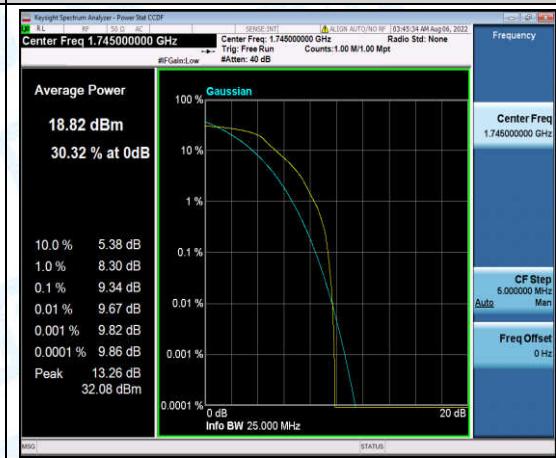 Keysight Spectrum Analyzer - Power Stat CCDF
RL RF 50 Ω AC SENSE:INT ALIGN AUTO/NO RF 03:45:34 AM Aug 06, 2022
Center Freq 1.745000000 GHz
Center Freq: 1.745000000 GHz
Radio Std: None
Trig: Free Run
Counts:1.00 M/1.00 Mpt
#IFGain:Low
#Atten: 40 dB
Frequency
Average Power
18.82 dBm
30.32 % at 0dB
10.0 % 5.38 dB
1.0 % 8.30 dB
0.1 % 9.34 dB
0.01 % 9.67 dB
0.001 % 9.82 dB
0.0001 % 9.86 dB
Peak 13.26 dB
32.08 dBm
Gaussian
100 %
10 %
1 %
0.1 %
0.01 %
0.001 %
0.0001 %
0 dB
20 dB
Info BW 25.000 MHz
Center Freq
1.745000000 GHz
CF Step
5.000000 MHz
Auto Man
Freq Offset
0 Hz
MSG
STATUS